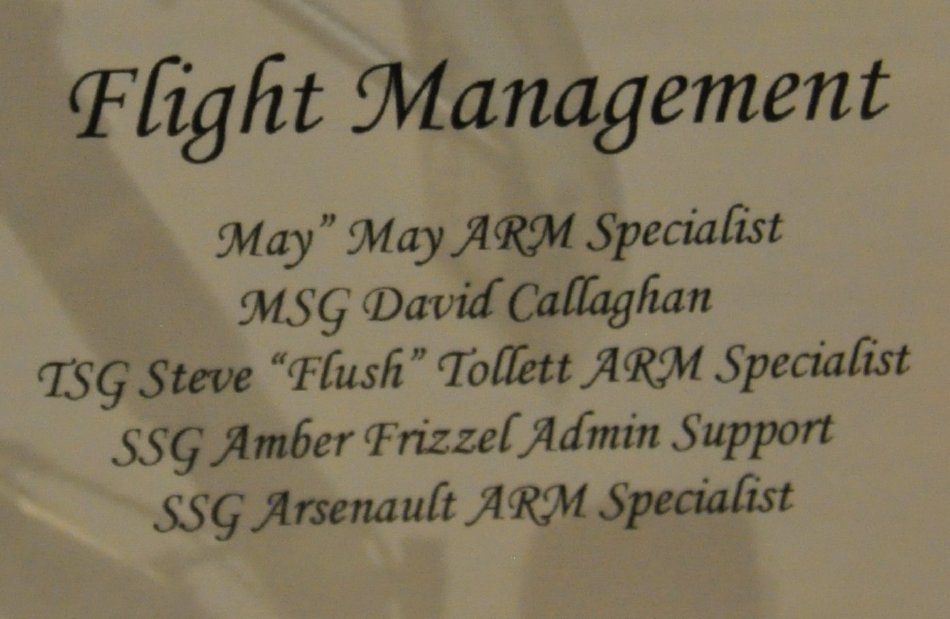 Flight Management
May” May ARM Specialist
MSG David Callaghan
TSG Steve “Flush” Tollett ARM Specialist
SSG Amber Frizzel Admin Support
SSG Arsenault ARM Specialist